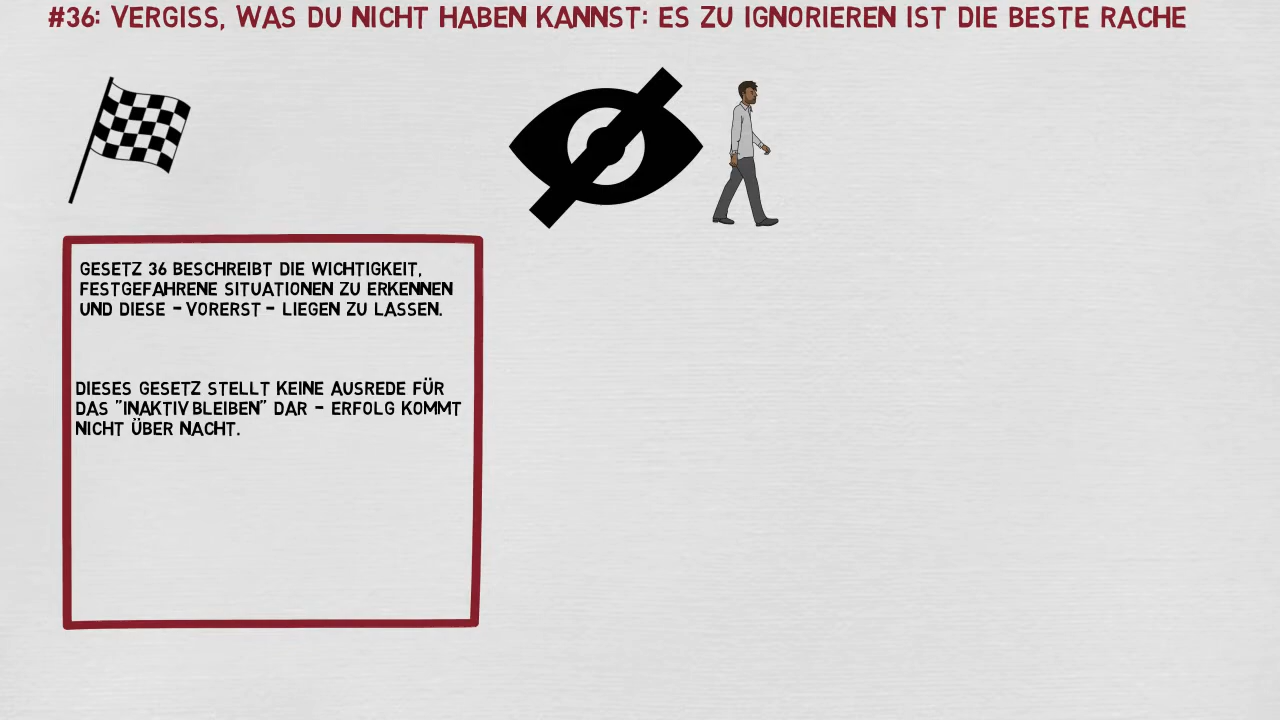 #36: VERGISS, WAS DU NICHT HABEN KANNST: ES ZU IGNORIEREN IST DIE BESTE RACHE
GESETZ 36 BESCHREIBT DIE WICHTIGKEIT,
FESTGEFAHRENE SITUATIONEN ZU ERKENNEN
UND DIESE - VORERST - LIEGEN ZU LASSEN.
DIESES GESETZ STELLT KEINE AUSREDE FÜR
DAS "INAKTIV BLEIBEN" DAR - ERFOLG KOMMT
NICHT ÜBER NACHT.